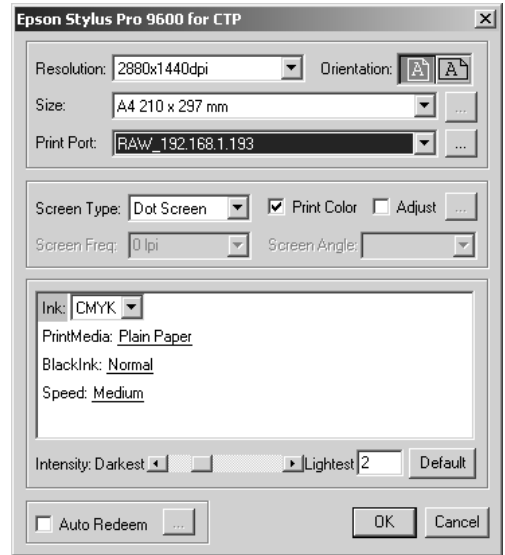 Epson Stylus Pro 9600 for CTP
Resolution: 2880x1440dpi Orientation: A A
Size: A4 210 x 297 mm ...
Print Port: RAW_192.168.1.193 ...
Screen Type: Dot Screen Print Color Adjust ...
Screen Freq: 0 lpi Screen Angle:
Ink: CMYK
PrintMedia: Plain Paper
BlackInk: Normal
Speed: Medium
Intensity: Darkest Lightest 2 Default
Auto Redeem ... OK Cancel